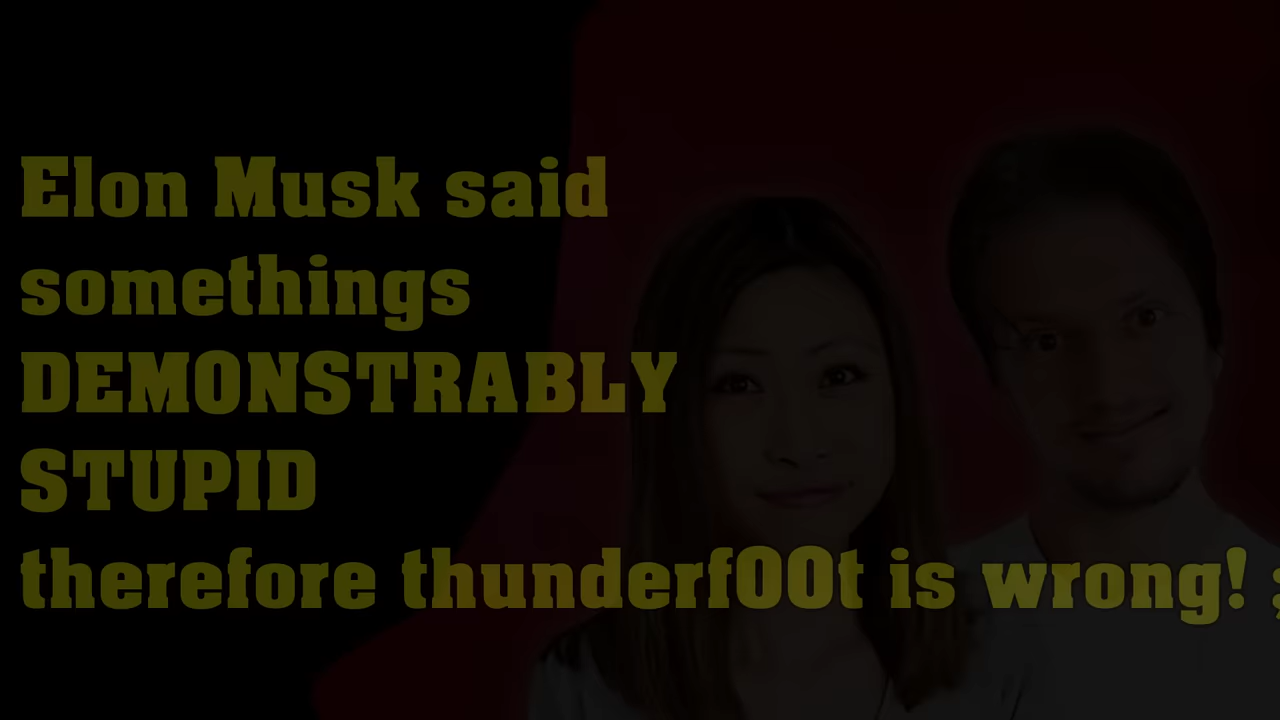 Elon Musk said
somethings
DEMONSTRABLY
STUPID
therefore thunderf00t is wrong! ;